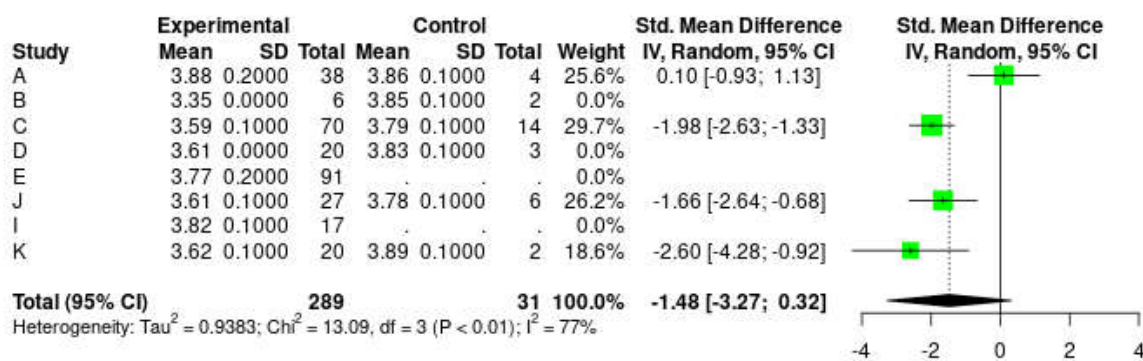 Experimental Control Std. Mean Difference Std. Mean Difference
Study Mean SD Total Mean SD Total Weight IV, Random, 95% CI IV, Random, 95% CI
A 3.88 0.2000 38 3.86 0.1000 4 25.6% 0.10 [-0.93; 1.13]
B 3.35 0.0000 6 3.85 0.1000 2 0.0%
C 3.59 0.1000 70 3.79 0.1000 14 29.7% -1.98 [-2.63; -1.33]
D 3.61 0.0000 20 3.83 0.1000 3 0.0%
E 3.77 0.2000 91 . . . 0.0%
J 3.61 0.1000 27 3.78 0.1000 6 26.2% -1.66 [-2.64; -0.68]
I 3.82 0.1000 17 . . . 0.0%
K 3.62 0.1000 20 3.89 0.1000 2 18.6% -2.60 [-4.28; -0.92]
Total (95% CI) 289 31 100.0% -1.48 [-3.27; 0.32]
Heterogeneity: Tau² = 0.9383; Chi² = 13.09, df = 3 (P < 0.01); I² = 77%
-4 -2 0 2 4